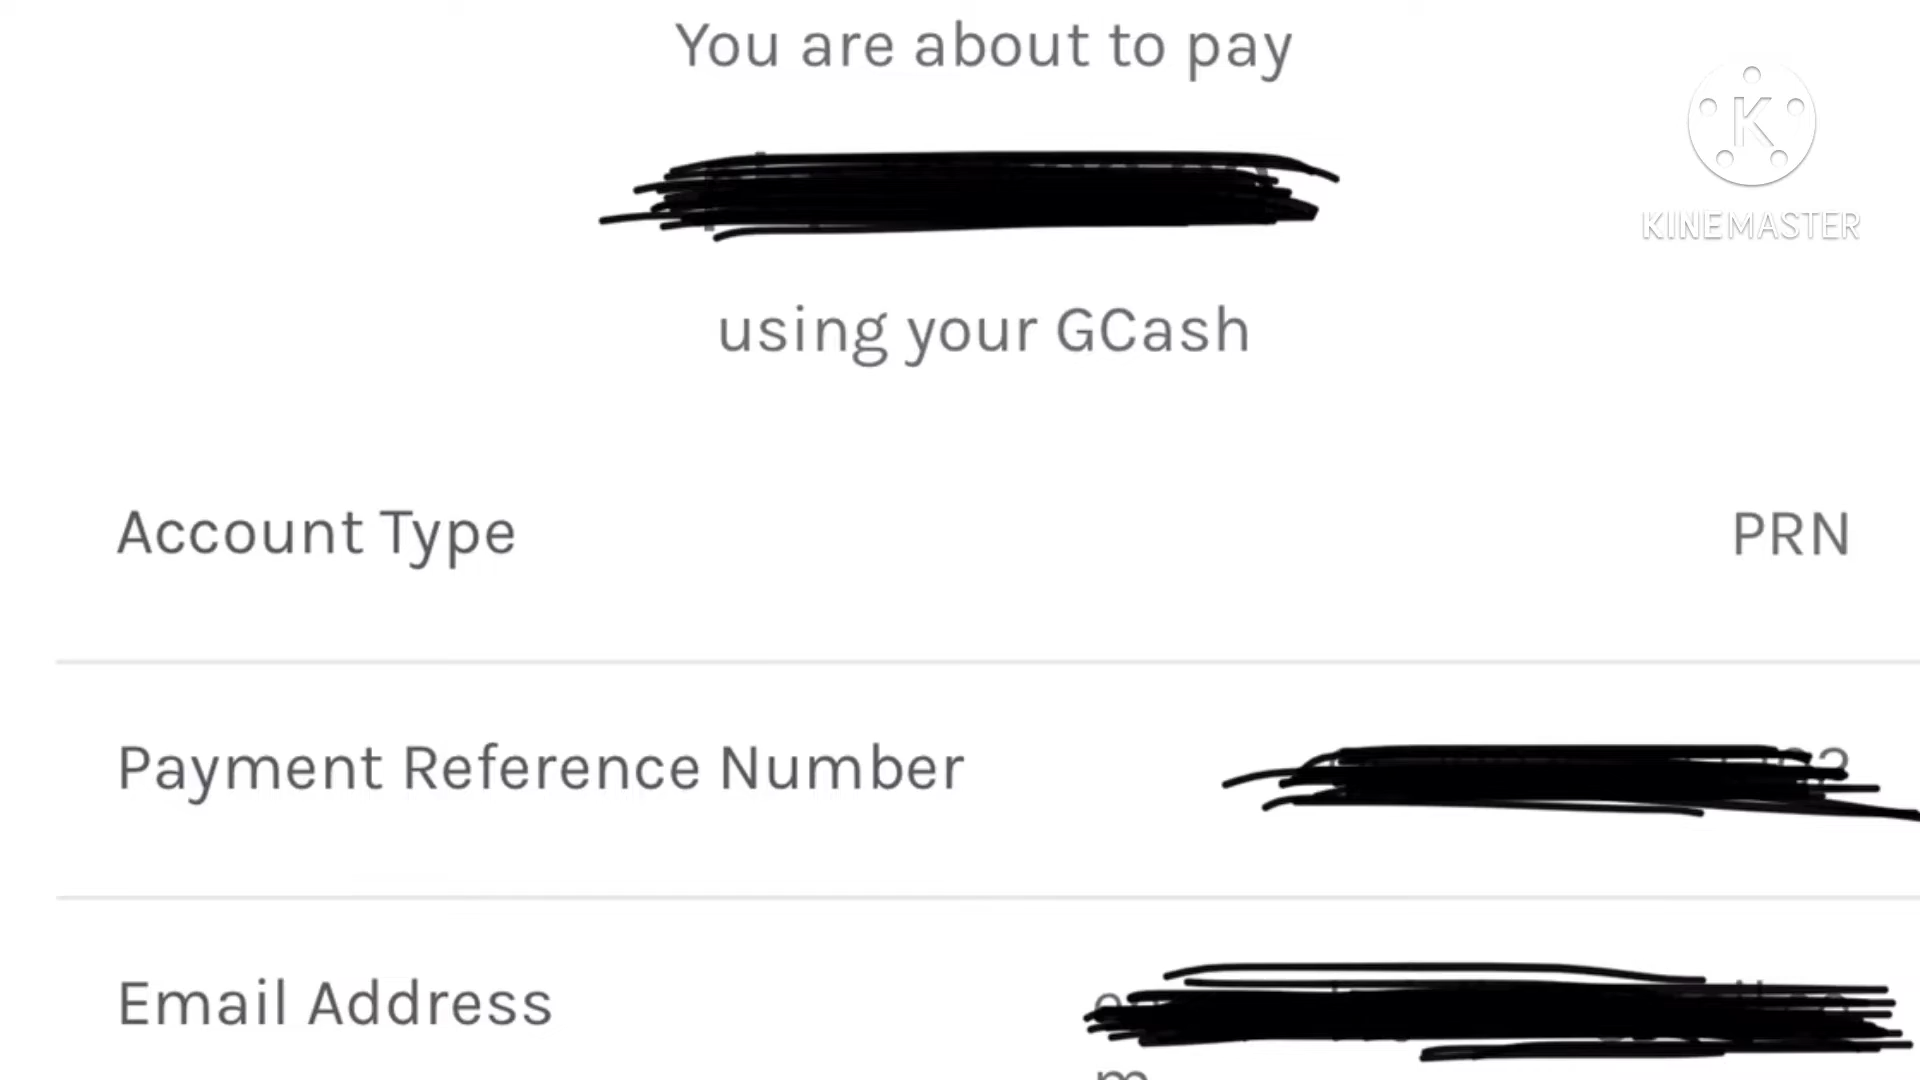 You are about to pay
K
KINEMASTER
using your GCash
Account Type PRN
Payment Reference Number
Email Address